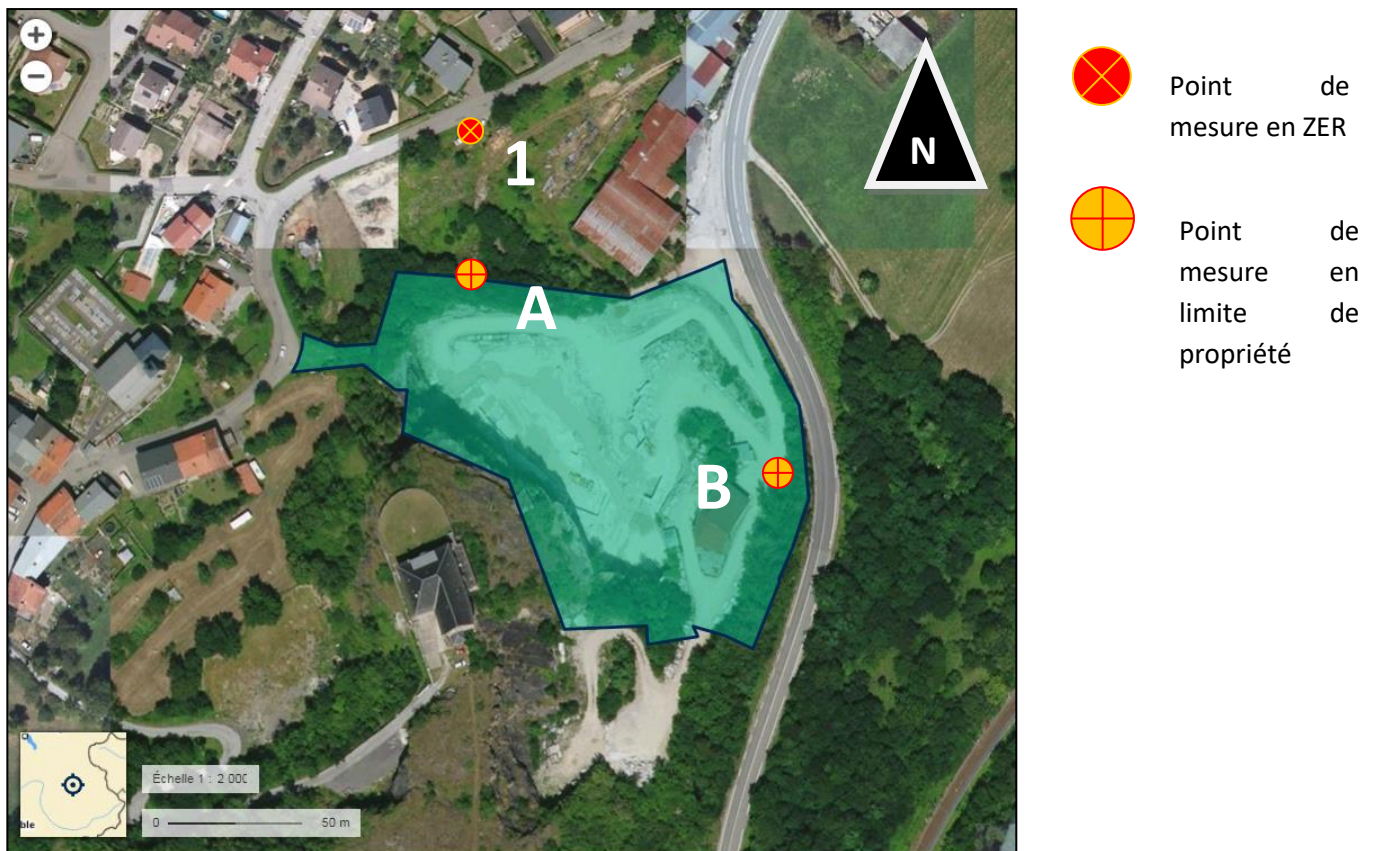 +
−
1
N
A
B
Échelle 1 : 2 000
0 50 m
ble
Point de
mesure en ZER
Point de
mesure en
limite de
propriété